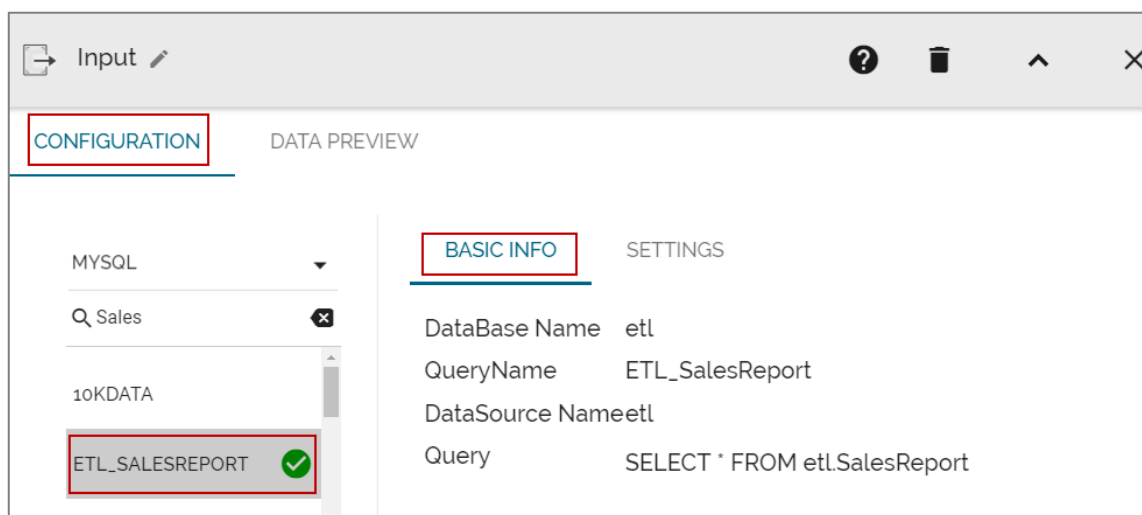 Input
CONFIGURATION DATA PREVIEW
MYSQL
Sales
10KDATA
ETL_SALESREPORT
BASIC INFO SETTINGS
DataBase Name etl
QueryName ETL_SalesReport
DataSource Nameetl
Query SELECT * FROM etl.SalesReport